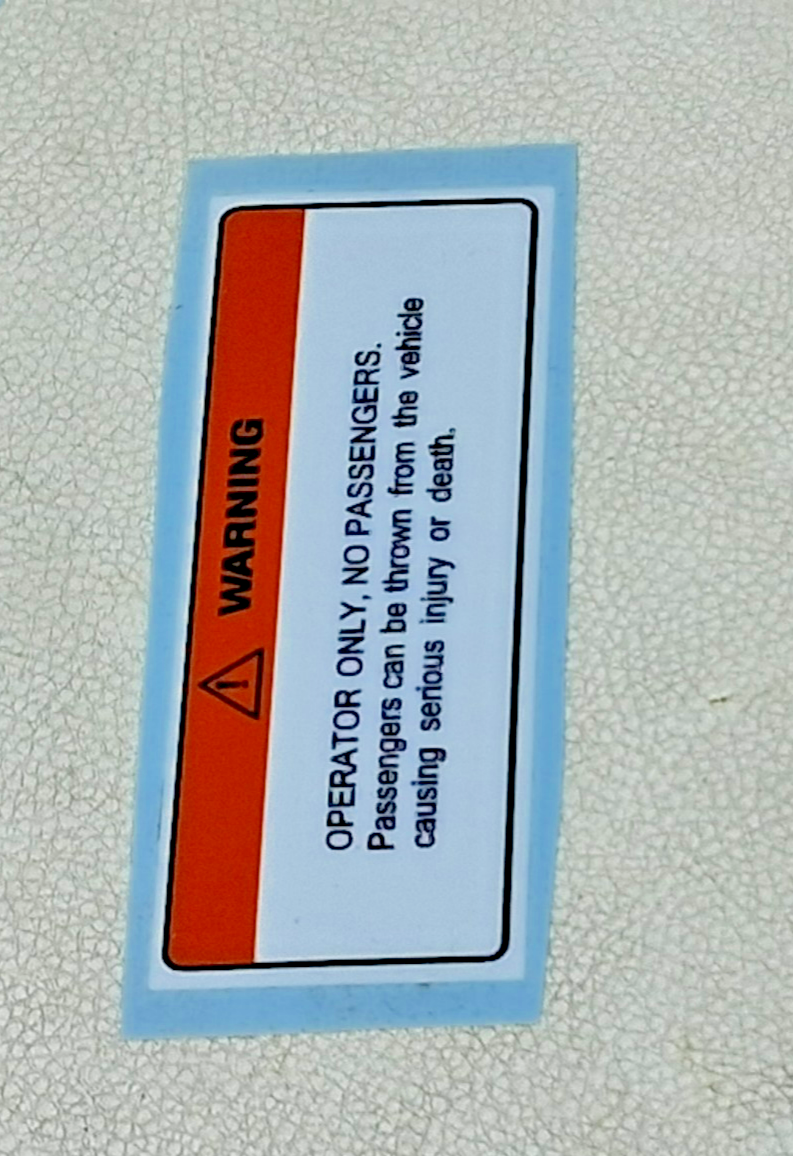 WARNING
OPERATOR ONLY, NO PASSENGERS.
Passengers can be thrown from the vehicle
causing serious injury or death.